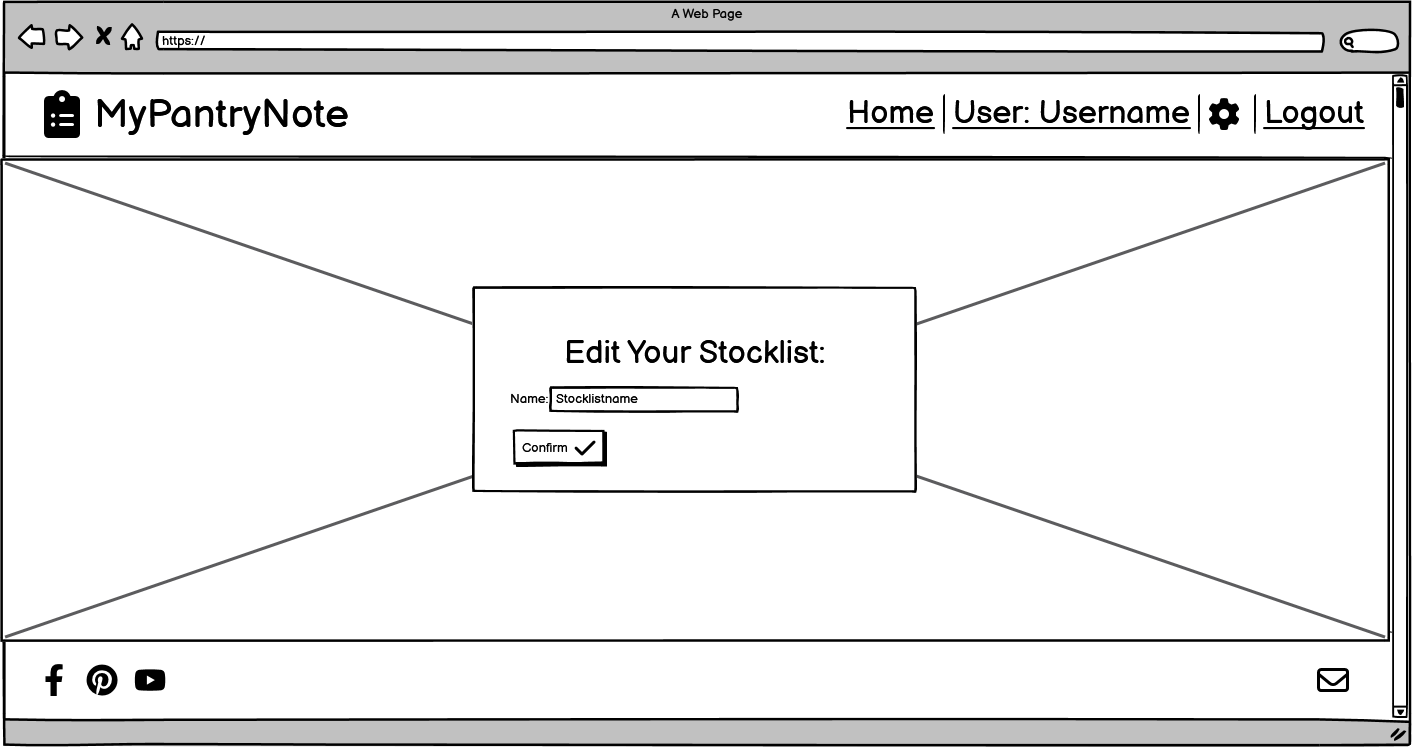 A Web Page
https://
MyPantryNote
Home
User: Username
Logout
Edit Your Stocklist:
Name: Stocklistname
Confirm